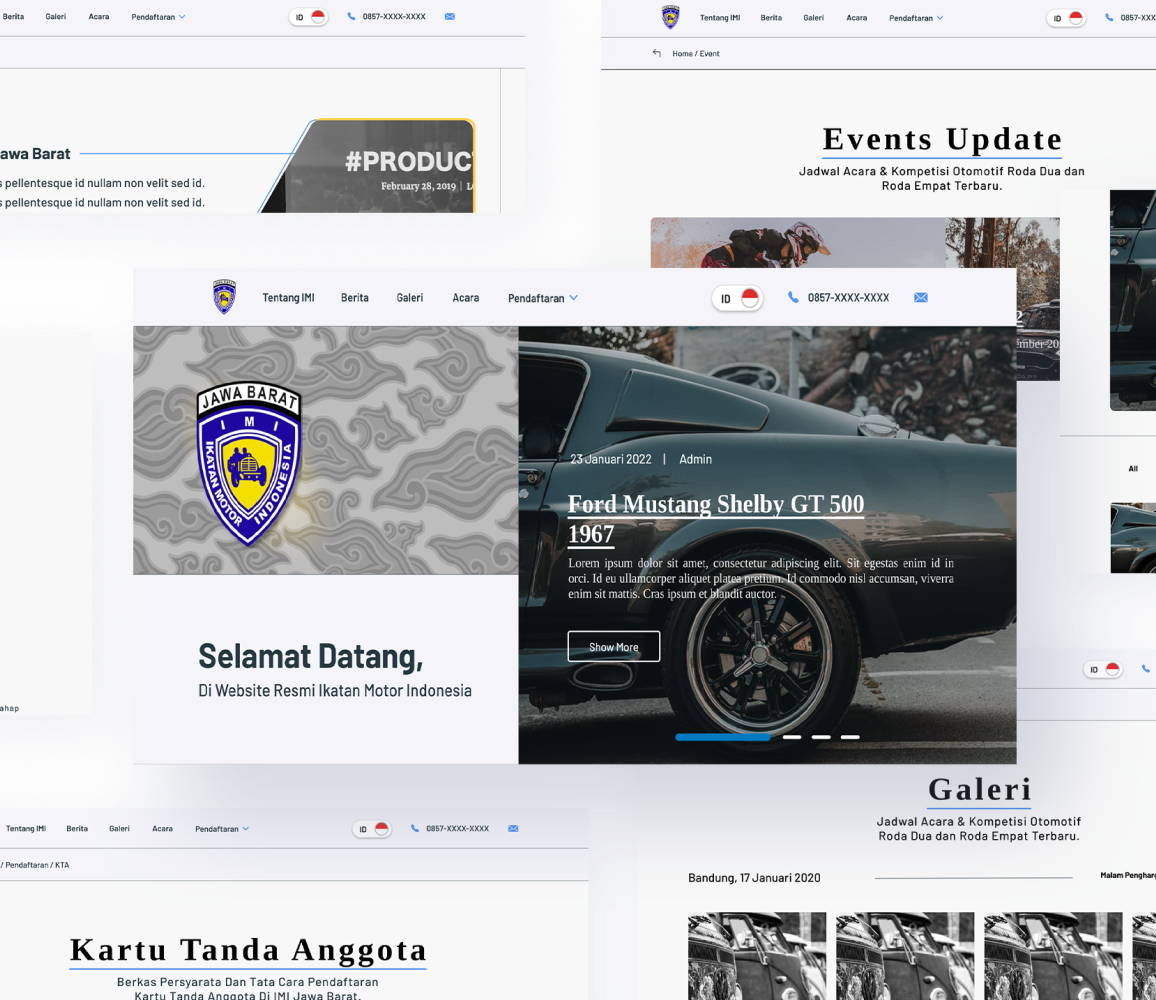 Berita Galeri Acara Pendaftaran ID 0857-XXXX-XXXX
awa Barat
s pellentesque id nullam non velit sed id.
s pellentesque id nullam non velit sed id.
#PRODUC
February 28, 2019 |
Tentang IMI Berita Galeri Acara Pendaftaran ID 0857-XXX
Home / Event
Events Update
Jadwal Acara & Kompetisi Otomotif Roda Dua dan
Roda Empat Terbaru.
2
mber 20
All
Tentang IMI Berita Galeri Acara Pendaftaran ID 0857-XXXX-XXXX
JAWA BARAT
IMI
IKATAN MOTOR INDONESIA
Selamat Datang,
Di Website Resmi Ikatan Motor Indonesia
23 Januari 2022 | Admin
Ford Mustang Shelby GT 500
1967
Lorem ipsum dolor sit amet, consectetur adipiscing elit. Sit egestas enim id in
orci. Id eu ullamcorper aliquet platea pretium. Id commodo nisl accumsan, viverra
enim sit mattis. Cras ipsum et blandit auctor.
Show More
ahap
ID
Galeri
Jadwal Acara & Kompetisi Otomotif
Roda Dua dan Roda Empat Terbaru.
Bandung, 17 Januari 2020
Malam Pengharg
Tentang IMI Berita Galeri Acara Pendaftaran ID 0857-XXXX-XXXX
/ Pendaftaran / KTA
Kartu Tanda Anggota
Berkas Persyarata Dan Tata Cara Pendaftaran
Kartu Tanda Anggota Di IMI Jawa Barat.